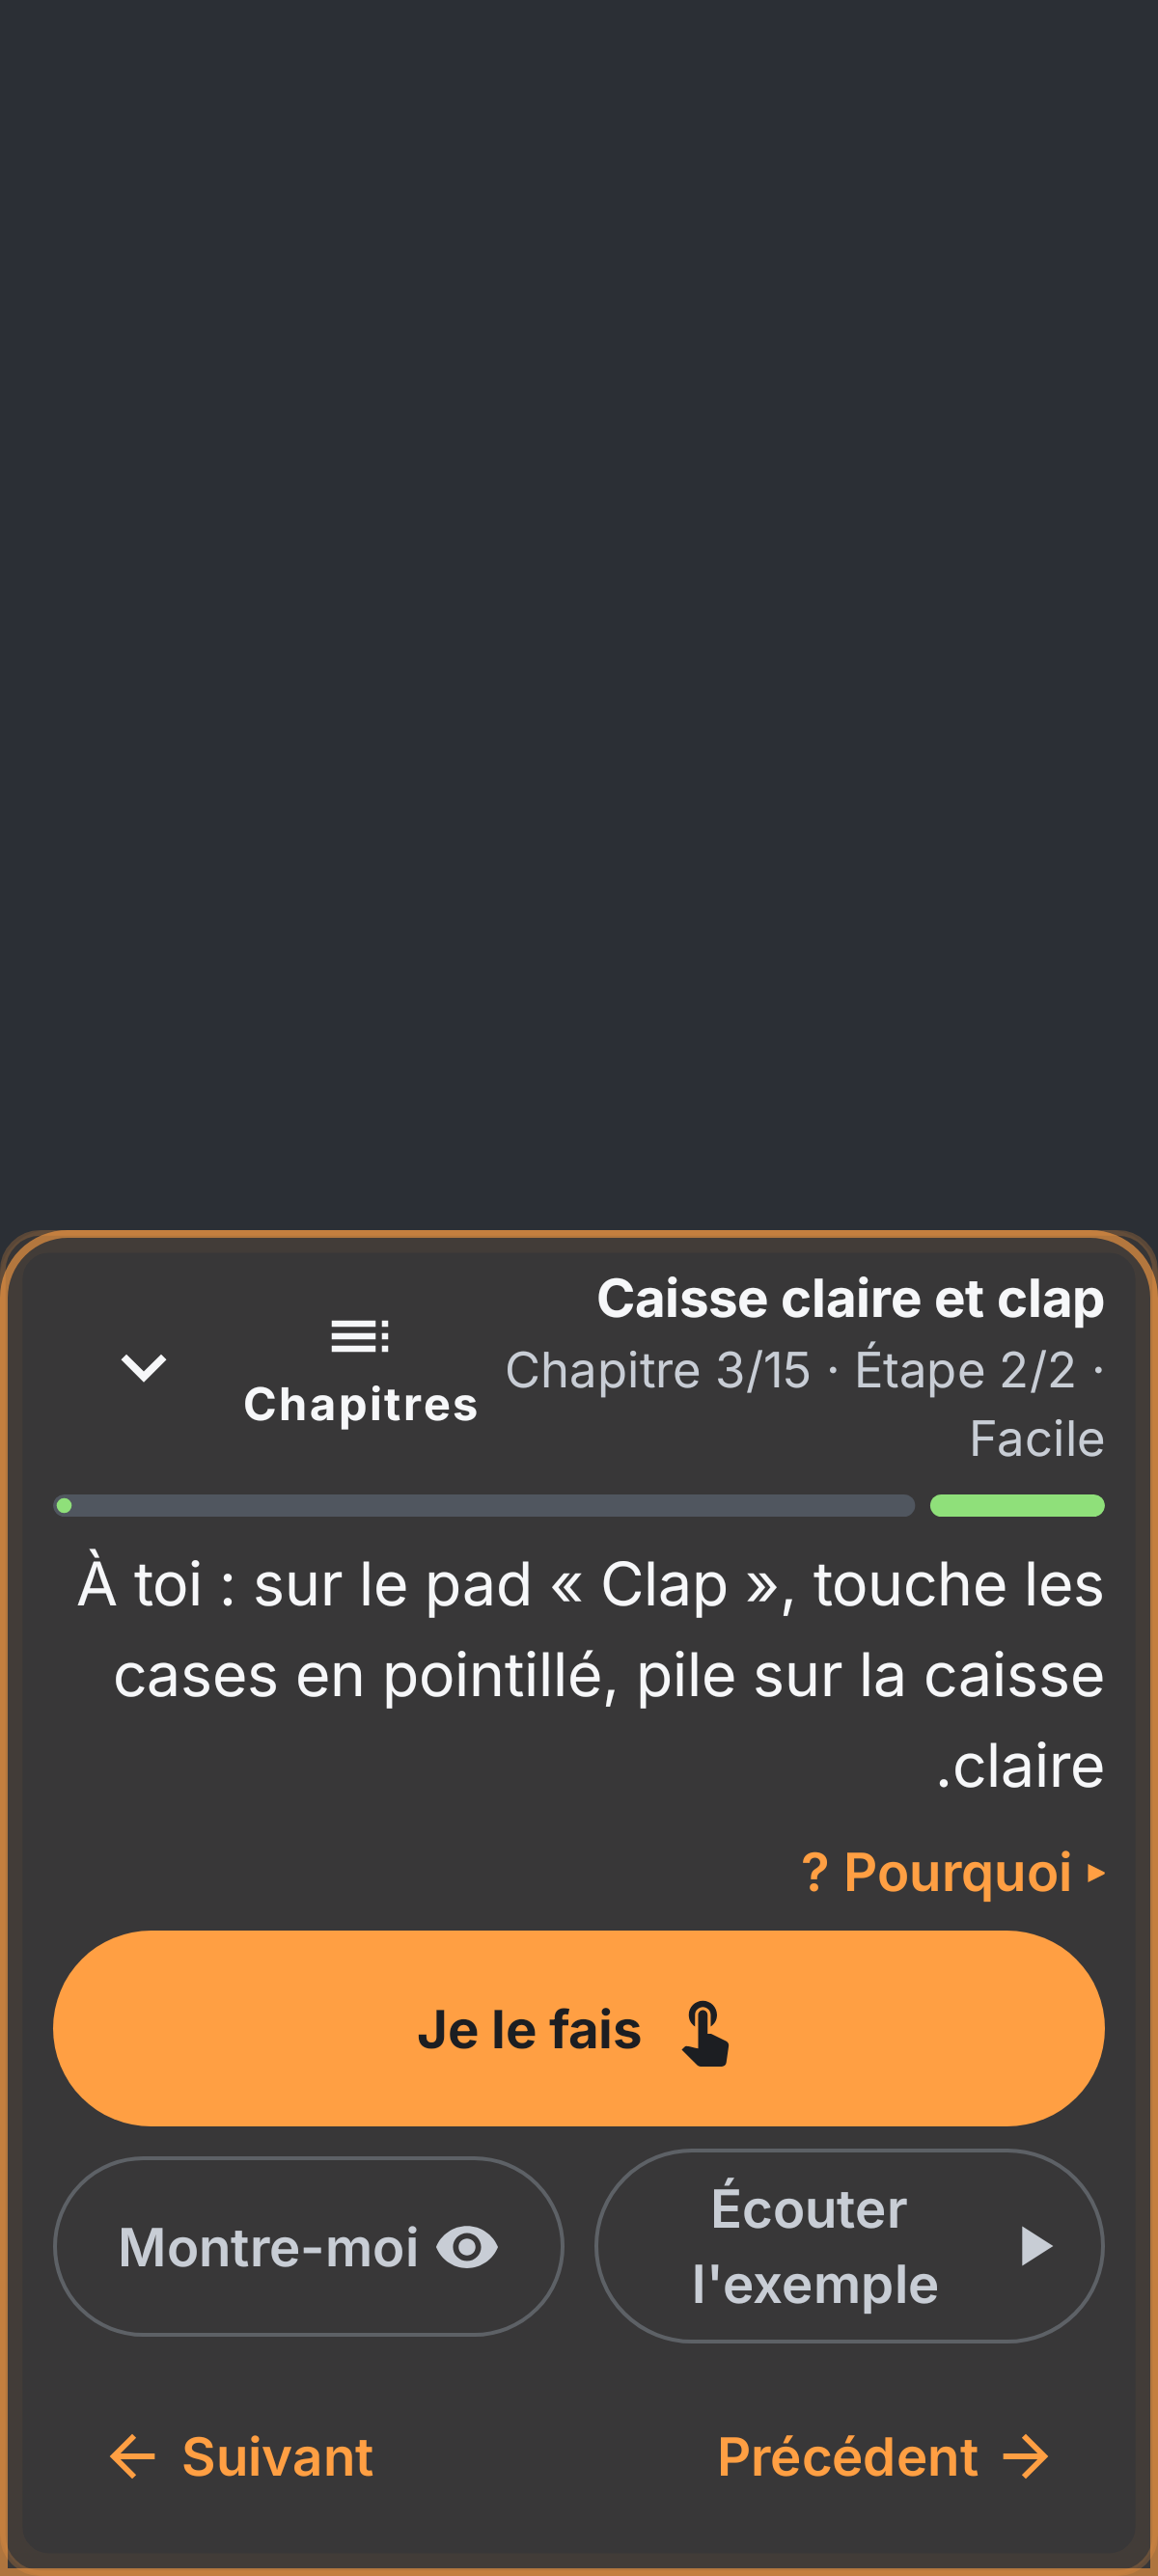 Caisse claire et clap
Chapitre 3/15 · Étape 2/2 ·
Facile
Chapitres
À toi : sur le pad « Clap », touche les
cases en pointillé, pile sur la caisse
.claire
? Pourquoi ▸
Je le fais
Écouter
l'exemple
Montre-moi
Précédent
Suivant